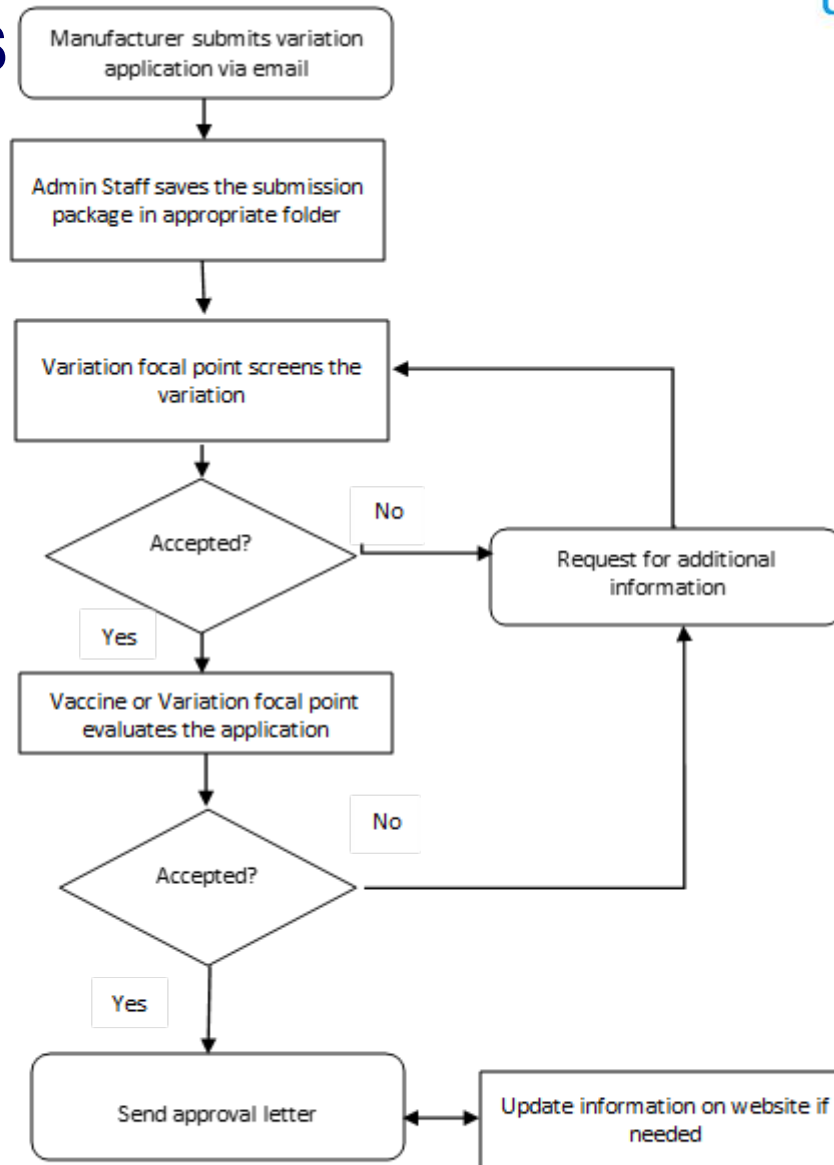 s
Manufacturer submits variation
application via email
Admin Staff saves the submission
package in appropriate folder
Variation focal point screens the
variation
Accepted?
No
Request for additional
information
Yes
Vaccine or Variation focal point
evaluates the application
No
Accepted?
Yes
Send approval letter
Update information on website if
needed